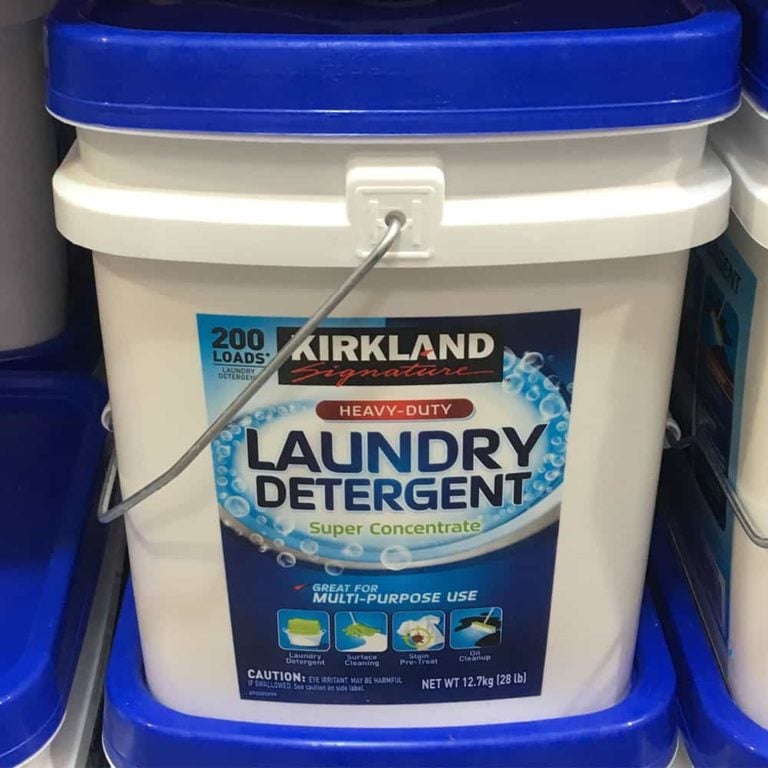 200
LOADS*
LAUNDRY
DETERGENT
KIRKLAND
Signature
HEAVY-DUTY
LAUNDRY
DETERGENT
Super Concentrate
GREAT FOR
MULTI-PURPOSE USE
Laundry
Detergent
Surface
Cleaning
Stain
Pre-Treat
Oil
Cleanup
CAUTION: EYE IRRITANT. MAY BE HARMFUL
IF SWALLOWED. See caution on side label.
NET WT 12.7kg (28 lb)